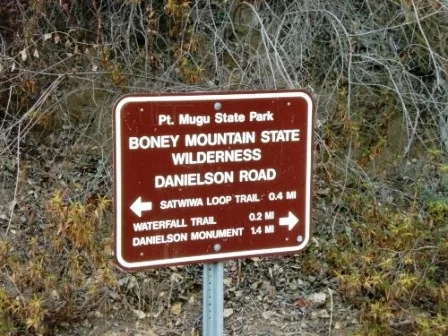 Pt. Mugu State Park
BONEY MOUNTAIN STATE
WILDERNESS
DANIELSON ROAD
SATWIWA LOOP TRAIL 0.4 MI
WATERFALL TRAIL 0.2 MI
DANIELSON MONUMENT 1.4 MI